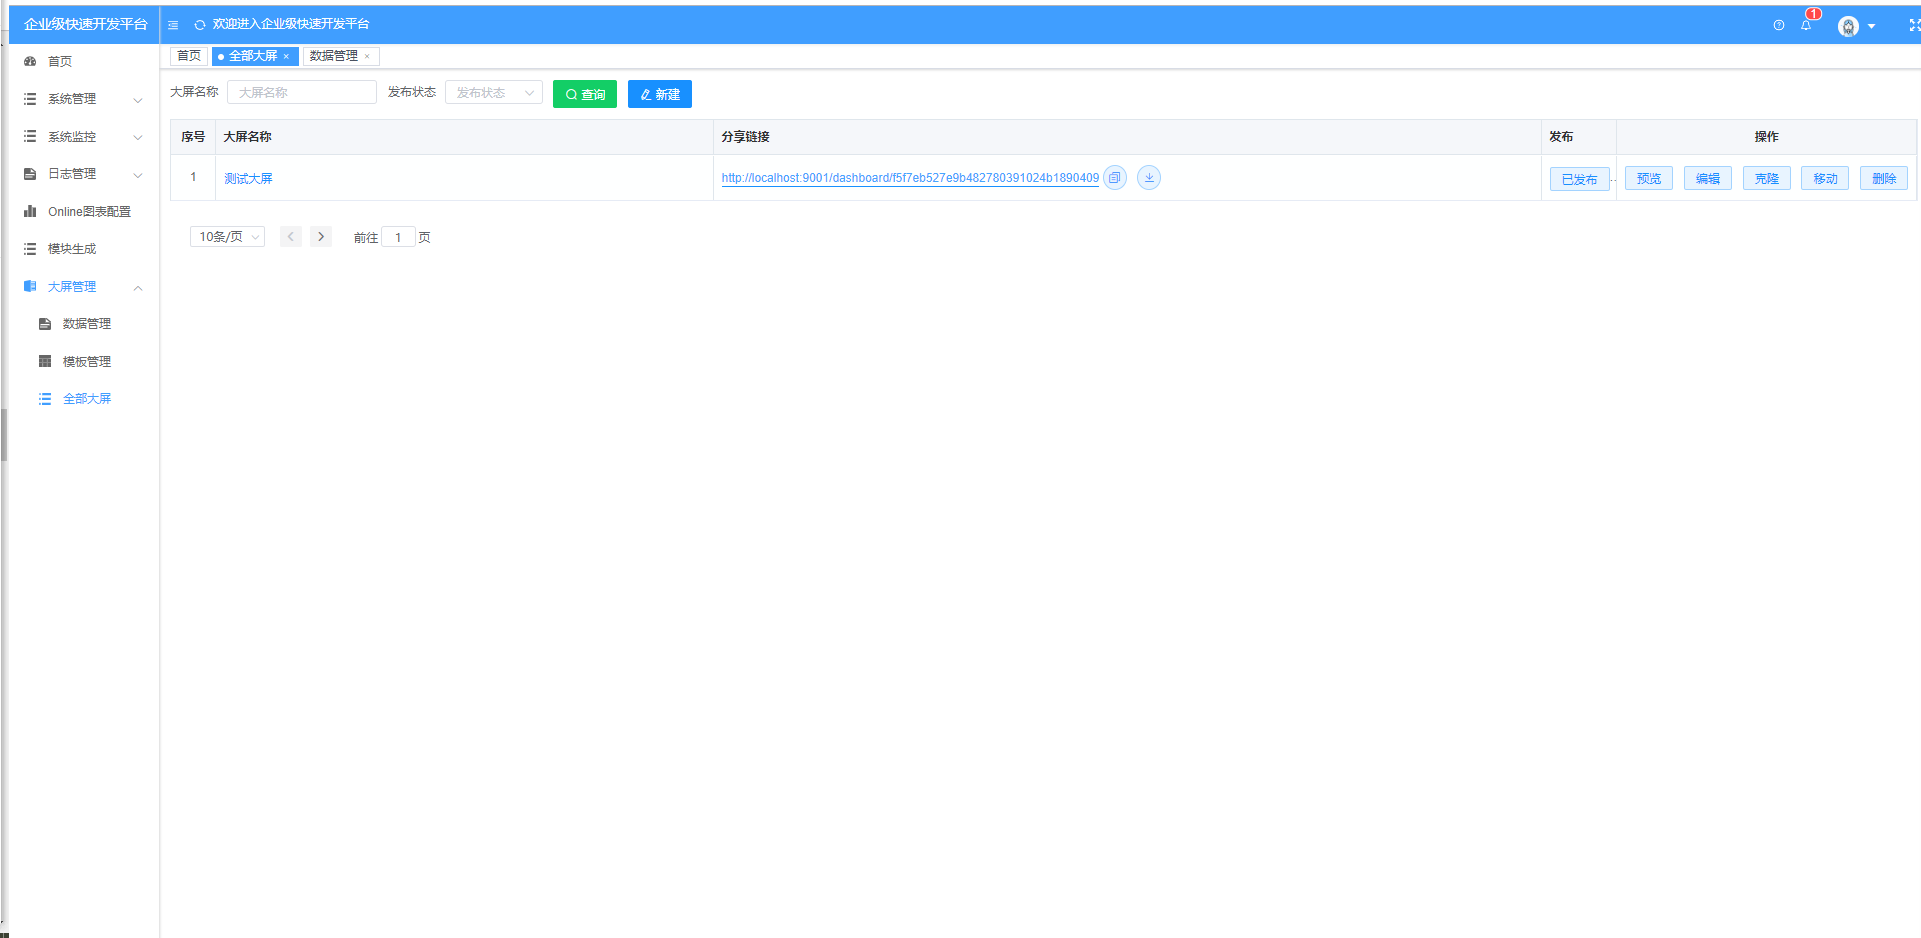 企业级快速开发平台
欢迎进入企业级快速开发平台
1
首页
系统管理
系统监控
日志管理
Online图表配置
模块生成
大屏管理
数据管理
模板管理
全部大屏
首页 全部大屏 × 数据管理 ×
大屏名称 大屏名称 发布状态 发布状态 查询 新建
序号 大屏名称 分享链接 发布 操作
1 测试大屏 http://localhost:9001/dashboard/f5f7eb527e9b482780391024b1890409 已发布 .. 预览 编辑 克隆 移动 删除
10条/页 前往 1 页